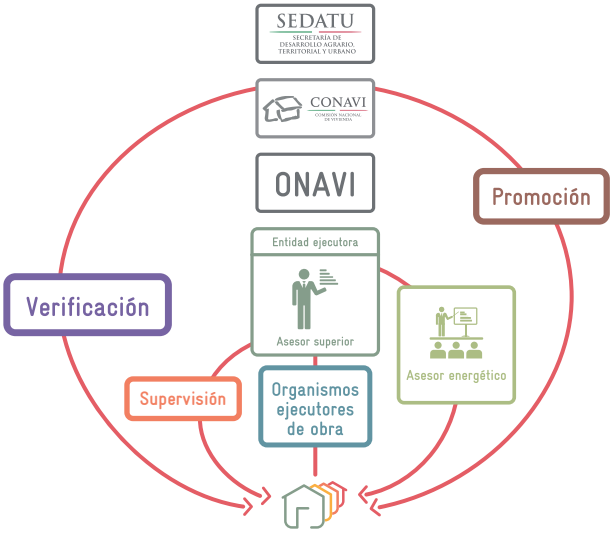 SEDATU
SECRETARÍA DE
DESARROLLO AGRARIO,
TERRITORIAL Y URBANO
CONAVI
COMISIÓN NACIONAL
DE VIVIENDA
ONAVI
Promoción
Entidad ejecutora
Asesor superior
Verificación
Asesor energético
Supervisión
Organismos
ejecutores
de obra